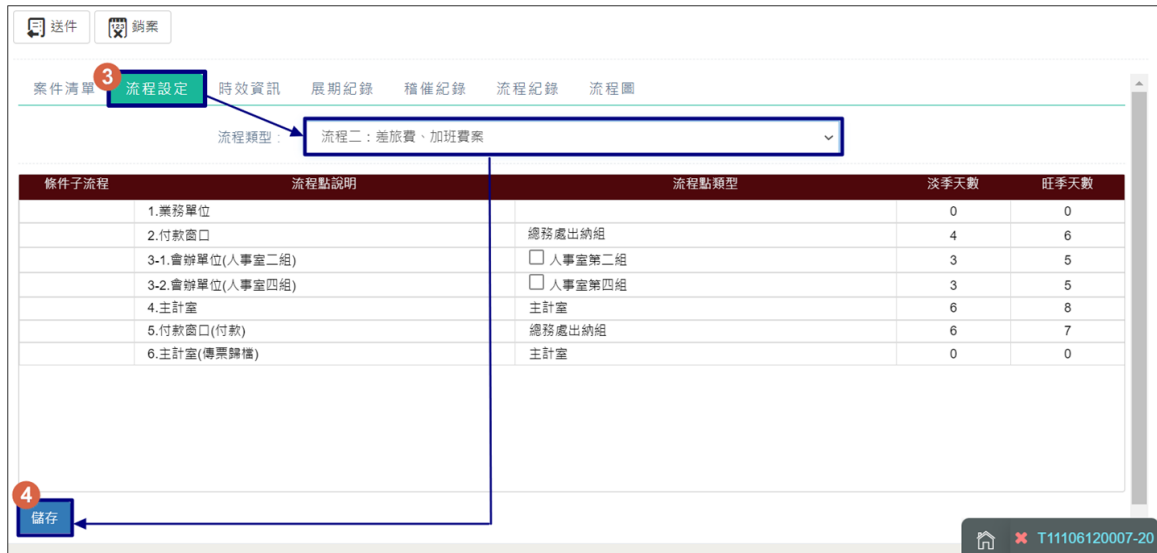 送件 銷案
3
案件清單 流程設定 時效資訊 展期紀錄 稽催紀錄 流程紀錄 流程圖
流程類型： 流程二：差旅費、加班費案
條件子流程 流程點說明 流程點類型 淡季天數 旺季天數
1.業務單位 0 0
2.付款窗口 總務處出納組 4 6
3-1.會辦單位(人事室二組) 人事室第二組 3 5
3-2.會辦單位(人事室四組) 人事室第四組 3 5
4.主計室 主計室 6 8
5.付款窗口(付款) 總務處出納組 6 7
6.主計室(傳票歸檔) 主計室 0 0
4
儲存
T11106120007-20